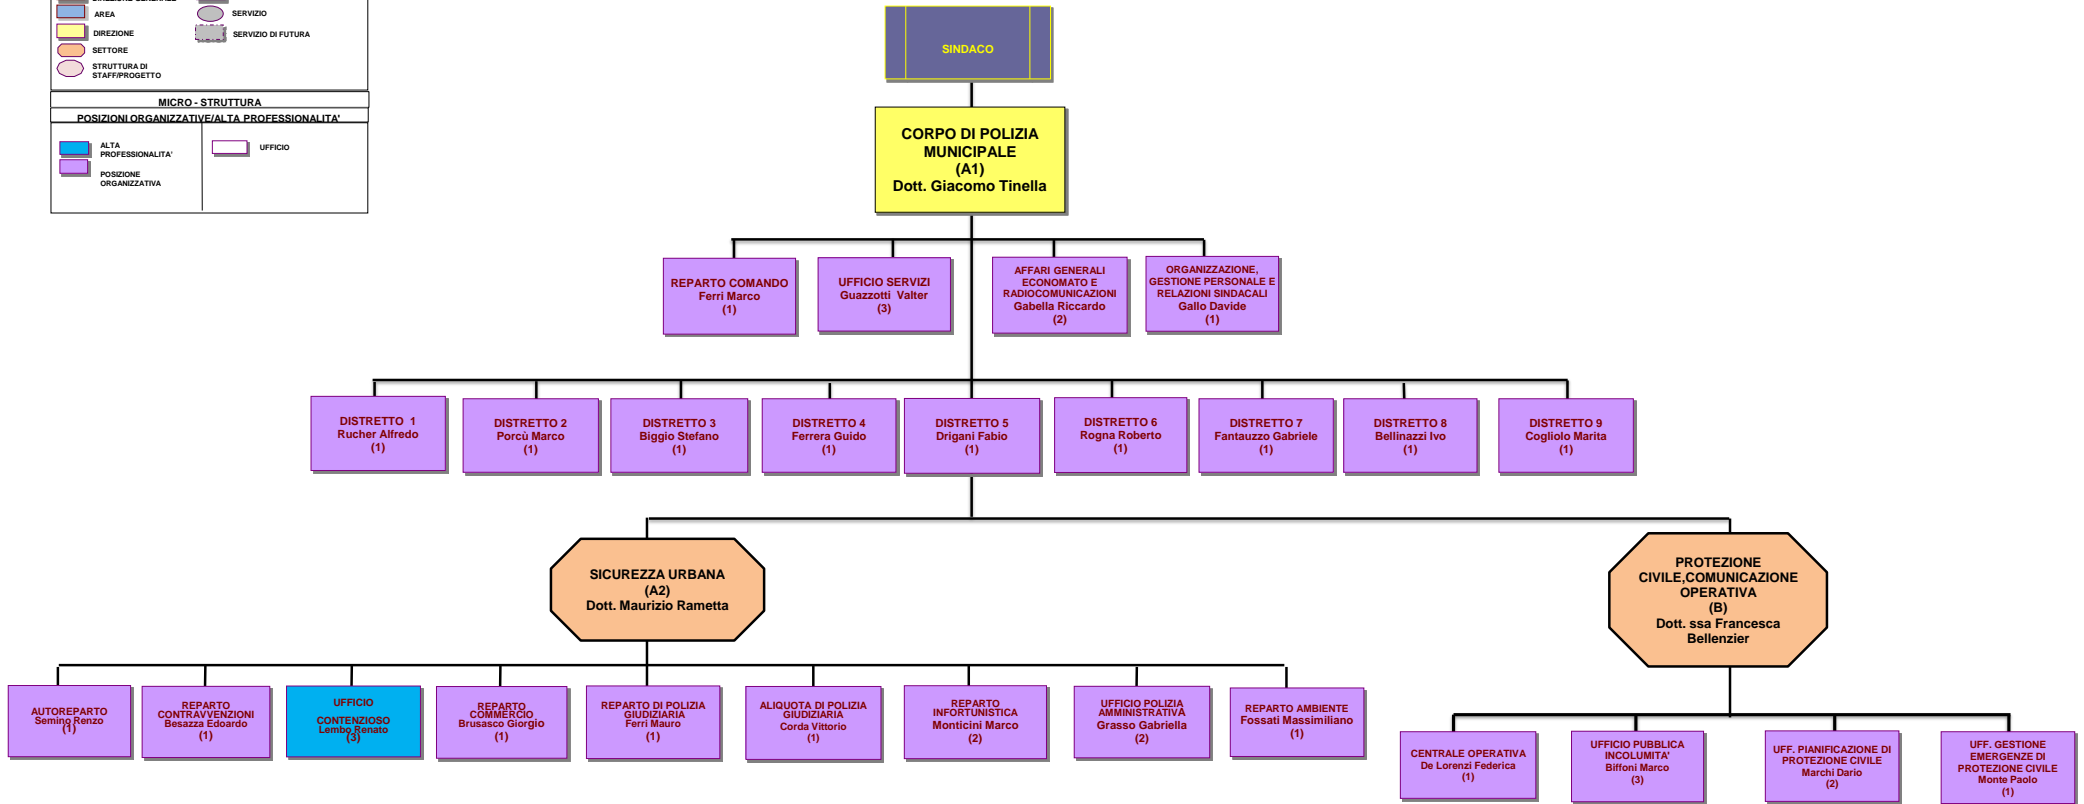 AREA
SERVIZIO
DIREZIONE
SERVIZIO DI FUTURA
SETTORE
STRUTTURA DI
STAFF/PROGETTO
MICRO - STRUTTURA
POSIZIONI ORGANIZZATIVE/ALTA PROFESSIONALITA'
ALTA
PROFESSIONALITA'
UFFICIO
POSIZIONE
ORGANIZZATIVA
SINDACO
CORPO DI POLIZIA
MUNICIPALE
(A1)
Dott. Giacomo Tinella
REPARTO COMANDO
Ferri Marco
(1)
UFFICIO SERVIZI
Guazzotti Valter
(3)
AFFARI GENERALI
ECONOMATO E
RADIOCOMUNICAZIONI
Gabella Riccardo
(2)
ORGANIZZAZIONE,
GESTIONE PERSONALE E
RELAZIONI SINDACALI
Gallo Davide
(1)
DISTRETTO 1
Rucher Alfredo
(1)
DISTRETTO 2
Porcù Marco
(1)
DISTRETTO 3
Biggio Stefano
(1)
DISTRETTO 4
Ferrera Guido
(1)
DISTRETTO 5
Drigani Fabio
(1)
DISTRETTO 6
Rogna Roberto
(1)
DISTRETTO 7
Fantauzzo Gabriele
(1)
DISTRETTO 8
Bellinazzi Ivo
(1)
DISTRETTO 9
Cogliolo Marita
(1)
SICUREZZA URBANA
(A2)
Dott. Maurizio Rametta
PROTEZIONE
CIVILE,COMUNICAZIONE
OPERATIVA
(B)
Dott. ssa Francesca
Bellenzier
AUTOREPARTO
Semino Renzo
(1)
REPARTO
CONTRAVVENZIONI
Besazza Edoardo
(1)
UFFICIO
CONTENZIOSO
Lembo Renato
(3)
REPARTO
COMMERCIO
Brusasco Giorgio
(1)
REPARTO DI POLIZIA
GIUDIZIARIA
Ferri Mauro
(1)
ALIQUOTA DI POLIZIA
GIUDIZIARIA
Corda Vittorio
(1)
REPARTO
INFORTUNISTICA
Monticini Marco
(2)
UFFICIO POLIZIA
AMMINISTRATIVA
Grasso Gabriella
(2)
REPARTO AMBIENTE
Fossati Massimiliano
(1)
CENTRALE OPERATIVA
De Lorenzi Federica
(1)
UFFICIO PUBBLICA
INCOLUMITA'
Biffoni Marco
(3)
UFF. PIANIFICAZIONE DI
PROTEZIONE CIVILE
Marchi Dario
(2)
UFF. GESTIONE
EMERGENZE DI
PROTEZIONE CIVILE
Monte Paolo
(1)